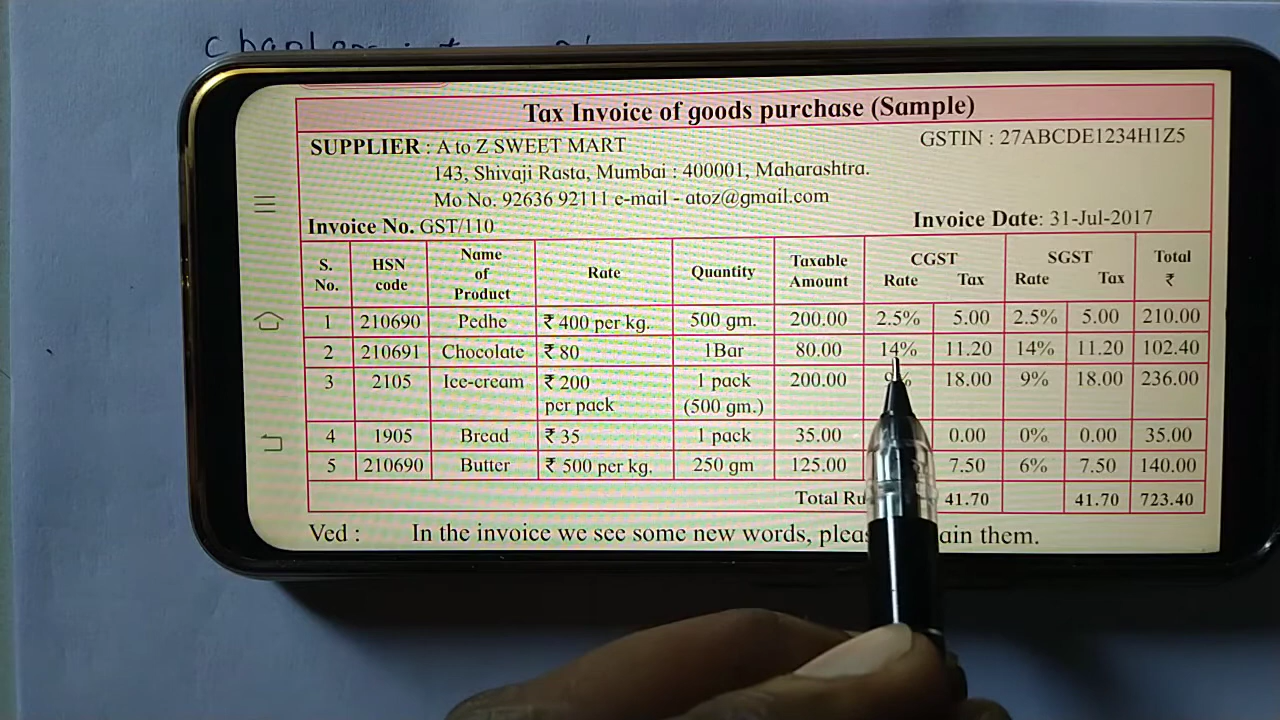 Tax Invoice of goods purchase (Sample)
SUPPLIER : A to Z SWEET MART GSTIN : 27ABCDE1234H1Z5
143, Shivaji Rasta, Mumbai : 400001, Maharashtra.
Mo No. 92636 92111 e-mail - atoz@gmail.com
Invoice No. GST/110 Invoice Date: 31-Jul-2017
S. No. HSN code Name of Product Rate Quantity Taxable Amount CGST Rate Tax SGST Rate Tax Total ₹
1 210690 Pedhe ₹ 400 per kg. 500 gm. 200.00 2.5% 5.00 2.5% 5.00 210.00
2 210691 Chocolate ₹ 80 1Bar 80.00 14% 11.20 14% 11.20 102.40
3 2105 Ice-cream ₹ 200 per pack 1 pack (500 gm.) 200.00 18.00 9% 18.00 236.00
4 1905 Bread ₹ 35 1 pack 35.00 0.00 0% 0.00 35.00
5 210690 Butter ₹ 500 per kg. 250 gm 125.00 7.50 6% 7.50 140.00
Total 41.70 41.70 723.40
Ved : In the invoice we see some new words, them.